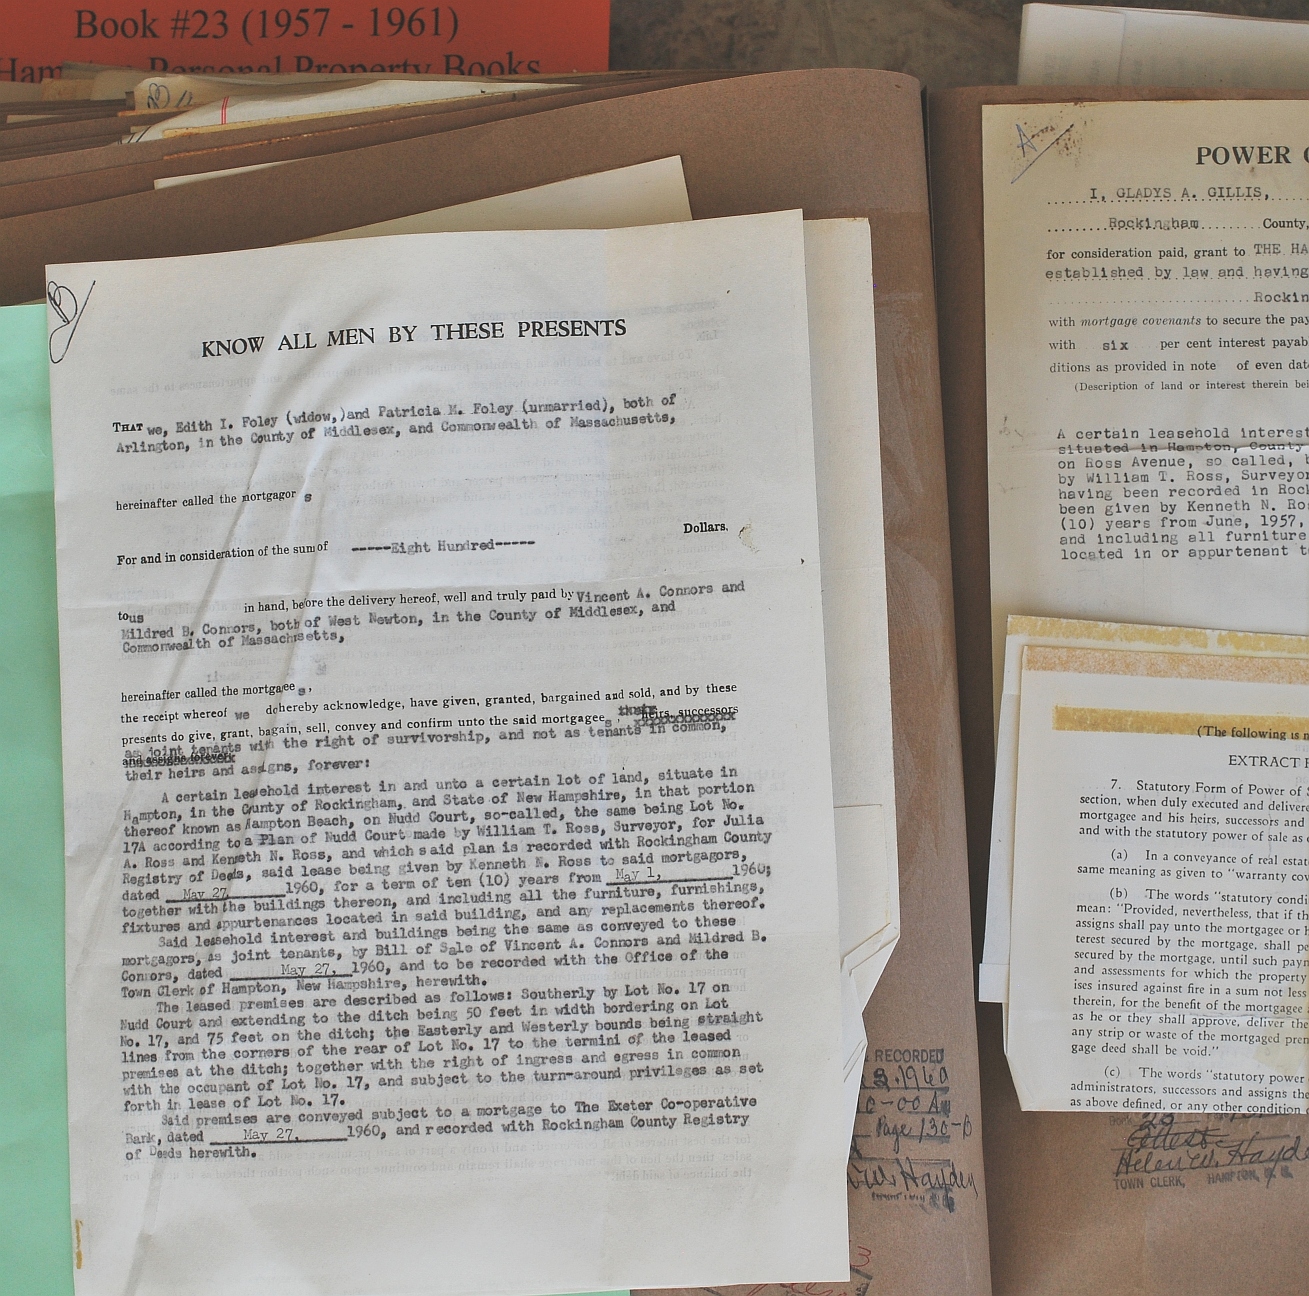 Book #23 (1957 - 1961)
Personal Property Books
KNOW ALL MEN BY THESE PRESENTS
THAT we, Edith I. Foley (widow,)and Patricia M. Foley (unmarried), both of
Arlington, in the County of Middlesex, and Commonwealth of Massachusetts,
hereinafter called the mortgagor s
Dollars,
For and in consideration of the sum of -----Eight Hundred-----
tous in hand, before the delivery hereof, well and truly paid by Vincent A. Connors and
Mildred B. Connors, both of West Newton, in the County of Middlesex, and
Commonwealth of Massachusetts,
hereinafter called the mortgagee s,
the receipt whereof we do hereby acknowledge, have given, granted, bargained and sold, and by these
presents do give, grant, bagain, sell, convey and confirm unto the said mortgagee s, their heirs, successors
as joint tenants with the right of survivorship, and not as tenants in common,
and assigns forever:
their heirs and assigns, forever:
A certain leasehold interest in and unto a certain lot of land, situate in
Hampton, in the County of Rockingham, and State of New Hampshire, in that portion
thereof known as Hampton Beach, on Nudd Court, so-called, the same being Lot No.
17A according to a Plan of Nudd Court made by William T. Ross, Surveyor, for Julia
A. Ross and Kenneth N. Ross, and which said plan is recorded with Rockingham County
Registry of Deeds, said lease being given by Kenneth N. Ross to said mortgagors,
dated May 27, 1960, for a term of ten (10) years from May 1, 1960;
together with the buildings thereon, and including all the furniture, furnishings,
fixtures and appurtenances located in said building, and any replacements thereof.
Said leasehold interest and buildings being the same as conveyed to these
mortgagors, as joint tenants, by Bill of Sale of Vincent A. Connors and Mildred B.
Connors, dated May 27, 1960, and to be recorded with the Office of the
Town Clerk of Hampton, New Hampshire, herewith.
The leased premises are described as follows: Southerly by Lot No. 17 on
Nudd Court and extending to the ditch being 50 feet in width bordering on Lot
No. 17, and 75 feet on the ditch; the Easterly and Westerly bounds being straight
lines from the corners of the rear of Lot No. 17 to the termini of the leased
premises at the ditch; together with the right of ingress and egress in common
with the occupant of Lot No. 17, and subject to the turn-around privileges as set
forth in lease of Lot No. 17.
Said premises are conveyed subject to a mortgage to The Exeter Co-operative
Bank, dated May 27, 1960, and recorded with Rockingham County Registry
of Deeds herewith.
RECORDED
1960
Page 130-B
Hayden
POWER
I, GLADYS A. GILLIS,
Rockingham County,
for consideration paid, grant to THE HA
established by law and having
Rockin
with mortgage covenants to secure the pay
with six per cent interest payab
ditions as provided in note of even dat
(Description of land or interest therein bei
A certain leasehold interest
situated in Hampton, County
on Ross Avenue, so called, b
by William T. Ross, Surveyor
having been recorded in Rock
been given by Kenneth N. Ro
(10) years from June, 1957,
and including all furniture
located in or appurtenant t
(The following is n
EXTRACT
7. Statutory Form of Power of S
section, when duly executed and delivere
mortgagee and his heirs, successors and
and with the statutory power of sale as
(a) In a conveyance of real estat
same meaning as given to "warranty cov
(b) The words "statutory condi
mean: "Provided, nevertheless, that if th
assigns shall pay unto the mortgagee or h
terest secured by the mortgage, shall pe
secured by the mortgage, until such payn
and assessments for which the property
ises insured against fire in a sum not less
therein, for the benefit of the mortgagee
as he or they shall approve, deliver the
any strip or waste of the mortgaged pren
gage deed shall be void."
(c) The words "statutory power
administrators, successors and assigns the
as above defined, or any other condition
Attest
Helen W. Hayde
TOWN CLERK, HAMPTON, N. H.